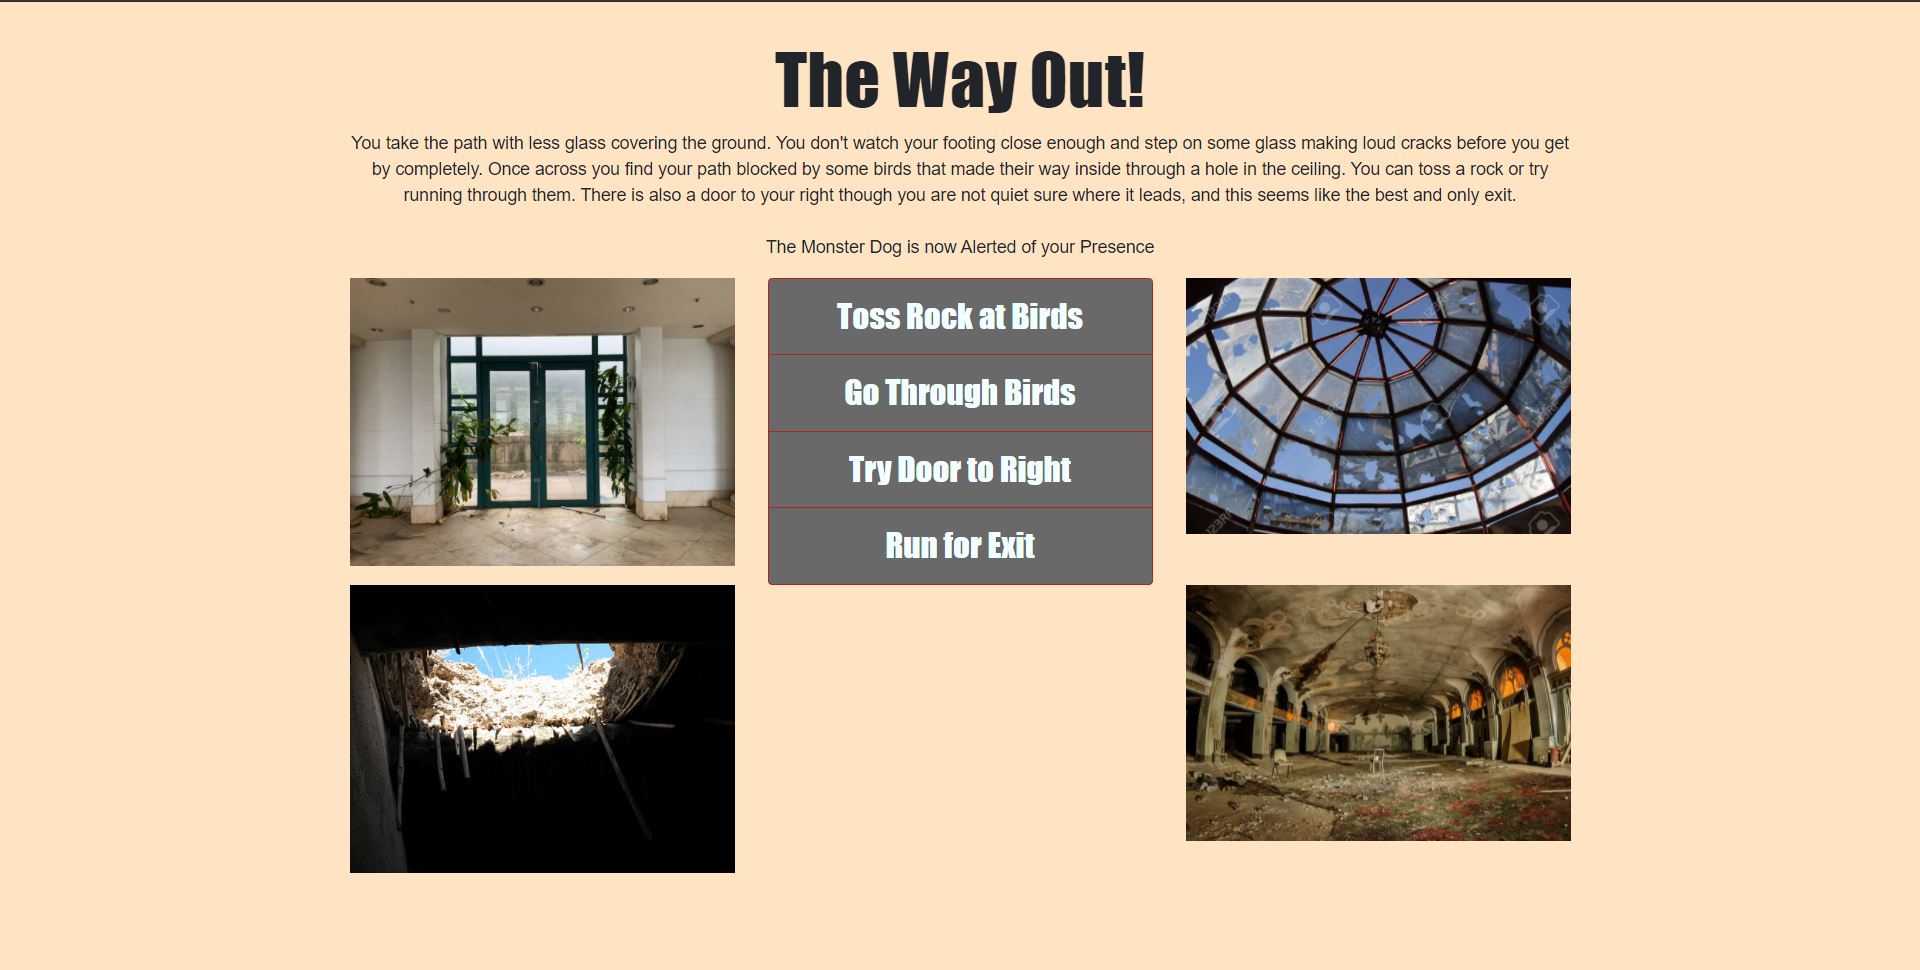 The Way Out!
You take the path with less glass covering the ground. You don't watch your footing close enough and step on some glass making loud cracks before you get
by completely. Once across you find your path blocked by some birds that made their way inside through a hole in the ceiling. You can toss a rock or try
running through them. There is also a door to your right though you are not quiet sure where it leads, and this seems like the best and only exit.
The Monster Dog is now Alerted of your Presence
Toss Rock at Birds
Go Through Birds
Try Door to Right
Run for Exit
123RF